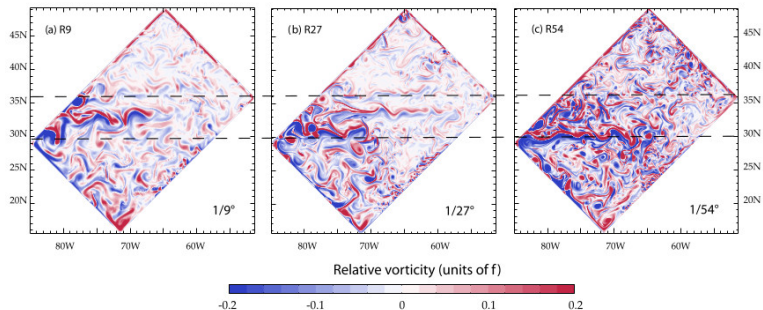 (a) R9
(b) R27
(c) R54
45N
40N
35N
30N
25N
20N
45N
40N
35N
30N
25N
20N
1/9°
1/27°
1/54°
80W 70W 60W
80W 70W 60W
80W 70W 60W
Relative vorticity (units of f)
-0.2 -0.1 0 0.1 0.2